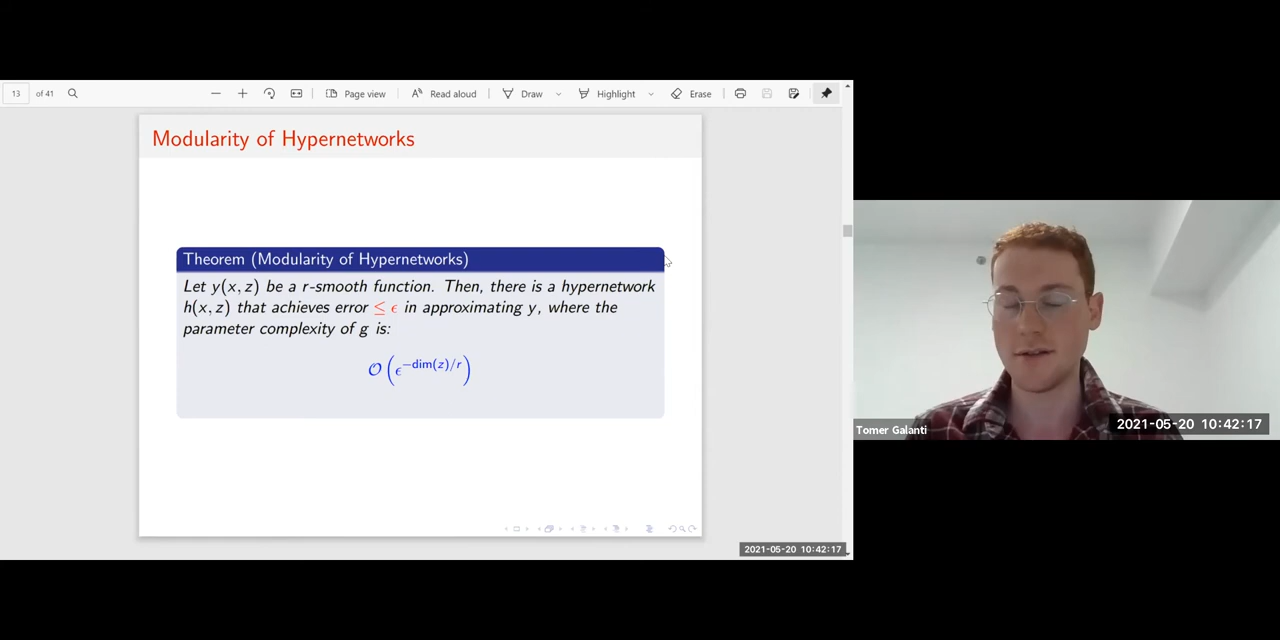 13 of 41 Page view Read aloud Draw Highlight Erase
Modularity of Hypernetworks
Theorem (Modularity of Hypernetworks)
Let y(x, z) be a r-smooth function. Then, there is a hypernetwork
h(x, z) that achieves error ≤ ϵ in approximating y, where the
parameter complexity of g is:
𝒪(ϵ^{−dim(z)/r})
Tomer Galanti
2021-05-20 10:42:17
2021-05-20 10:42:17